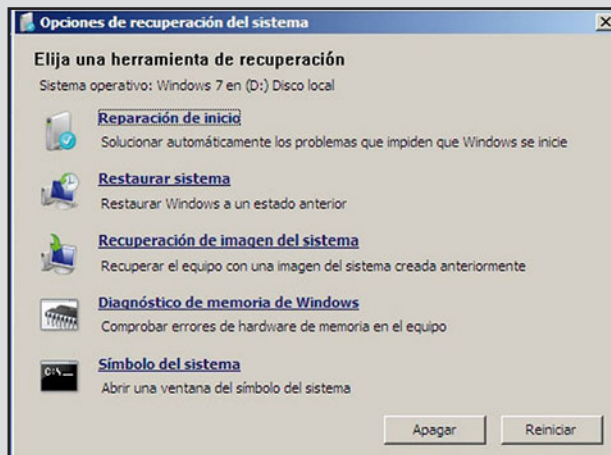 Opciones de recuperación del sistema
Elija una herramienta de recuperación
Sistema operativo: Windows 7 en (D:) Disco local
Reparación de inicio
Solucionar automáticamente los problemas que impiden que Windows se inicie
Restaurar sistema
Restaurar Windows a un estado anterior
Recuperación de imagen del sistema
Recuperar el equipo con una imagen del sistema creada anteriormente
Diagnóstico de memoria de Windows
Comprobar errores de hardware de memoria en el equipo
C:\_
Símbolo del sistema
Abrir una ventana del símbolo del sistema
Apagar Reiniciar